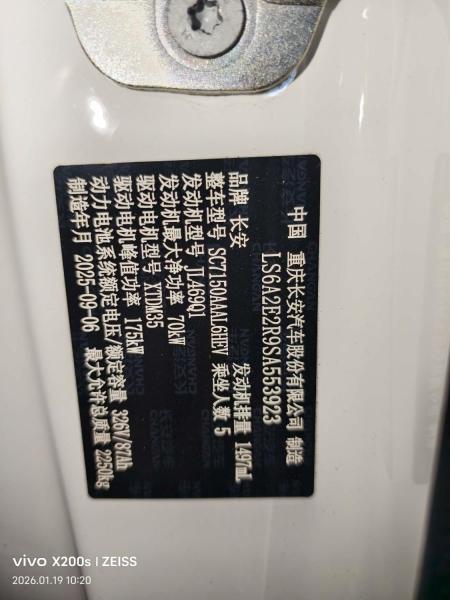 中国 重庆长安汽车股份有限公司 制造
LS6A2E2R9SA553923
品牌 长安 发动机排量 1497mL
整车型号 SC7150AAAL6HEV 乘坐人数 5
发动机型号 JL469Q1
发动机最大净功率 70kW
驱动电机型号 XTDM35
驱动电机峰值功率 175kW
动力电池系统额定电压/额定容量 326V/87Ah
制造年月 2025-09-06 最大允许总质量 2250kg
vivo X200s | ZEISS
2026.01.19 10:20